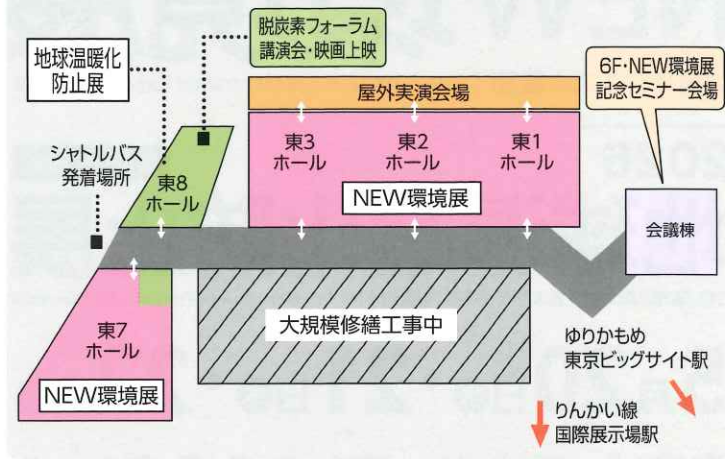 脱炭素フォーラム
講演会・映画上映
地球温暖化
防止展
6F・NEW環境展
記念セミナー会場
屋外実演会場
シャトルバス
発着場所
東8
ホール
東3
ホール
東2
ホール
東1
ホール
NEW環境展
会議棟
東7
ホール
NEW環境展
大規模修繕工事中
ゆりかもめ
東京ビッグサイト駅
りんかい線
国際展示場駅